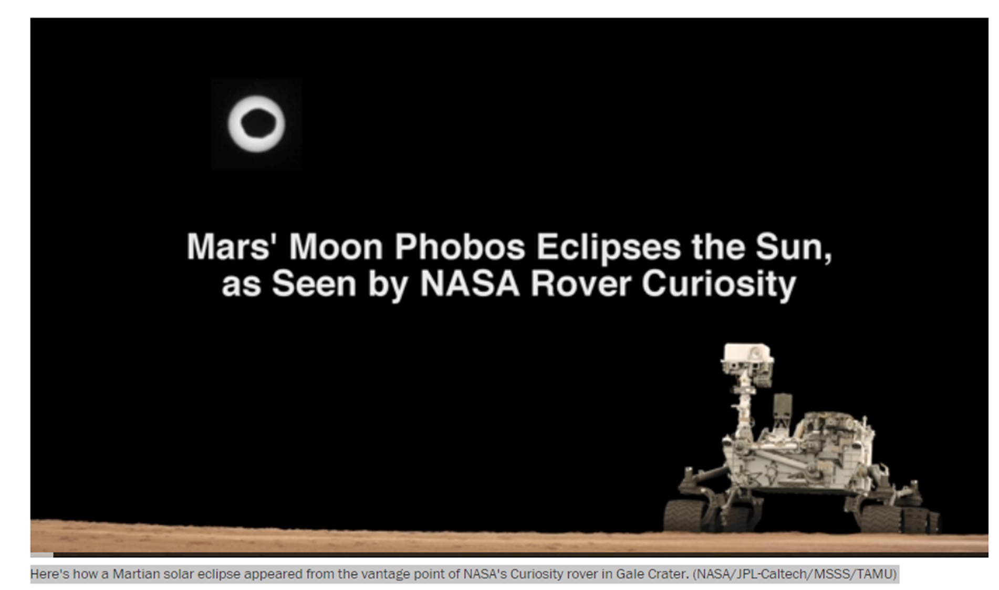 Mars' Moon Phobos Eclipses the Sun,
as Seen by NASA Rover Curiosity
Here's how a Martian solar eclipse appeared from the vantage point of NASA's Curiosity rover in Gale Crater. (NASA/JPL-Caltech/MSSS/TAMU)